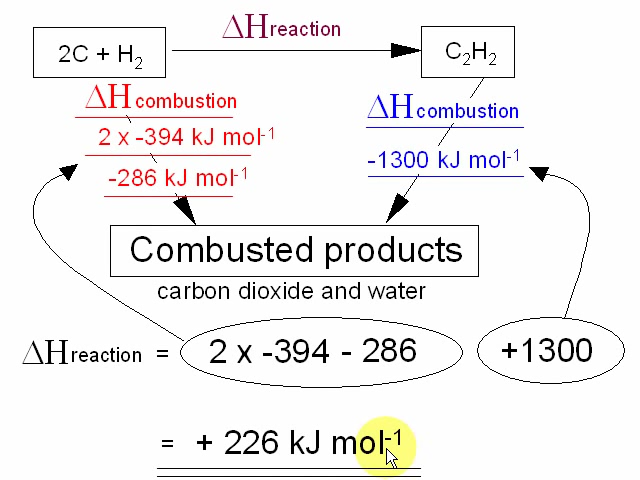 ΔHreaction
2C + H₂
C₂H₂
ΔHcombustion
2 x -394 kJ mol⁻¹
-286 kJ mol⁻¹
ΔHcombustion
-1300 kJ mol⁻¹
Combusted products
carbon dioxide and water
ΔHreaction = 2 x -394 - 286 +1300
= + 226 kJ mol⁻¹